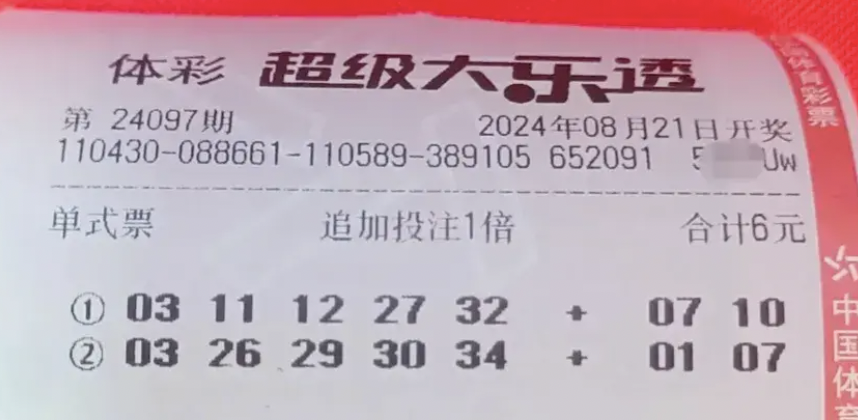 体彩 超级大乐透
第 24097期 2024年08月21日开奖
110430-088661-110589-389105 652091 5 Uw
单式票 追加投注1倍 合计6元
① 03 11 12 27 32 + 07 10
② 03 26 29 30 34 + 01 07
国体育彩票
中国体育